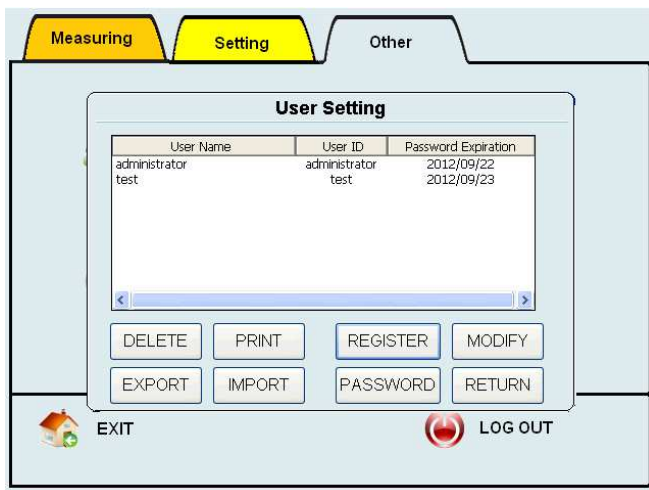 Measuring Setting Other
User Setting
User Name User ID Password Expiration
administrator administrator 2012/09/22
test test 2012/09/23
DELETE PRINT REGISTER MODIFY
EXPORT IMPORT PASSWORD RETURN
EXIT LOG OUT